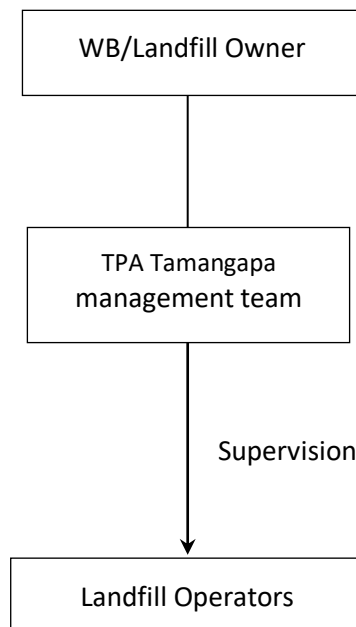 WB/Landfill Owner
TPA Tamangapa
management team
Supervision
Landfill Operators